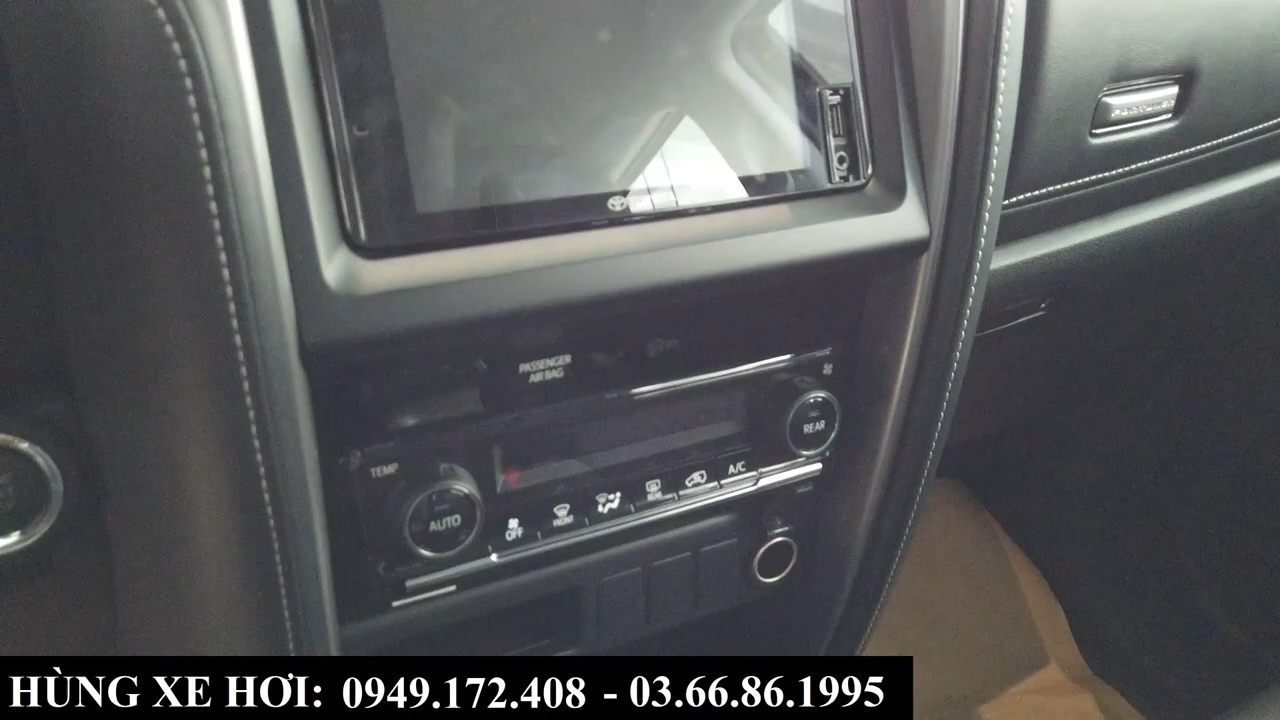 FORTUNER
PASSENGER
AIR BAG
REAR
TEMP
AUTO
OFF
FRONT
REAR
A/C
HÙNG XE HƠI: 0949.172.408 - 03.66.86.1995